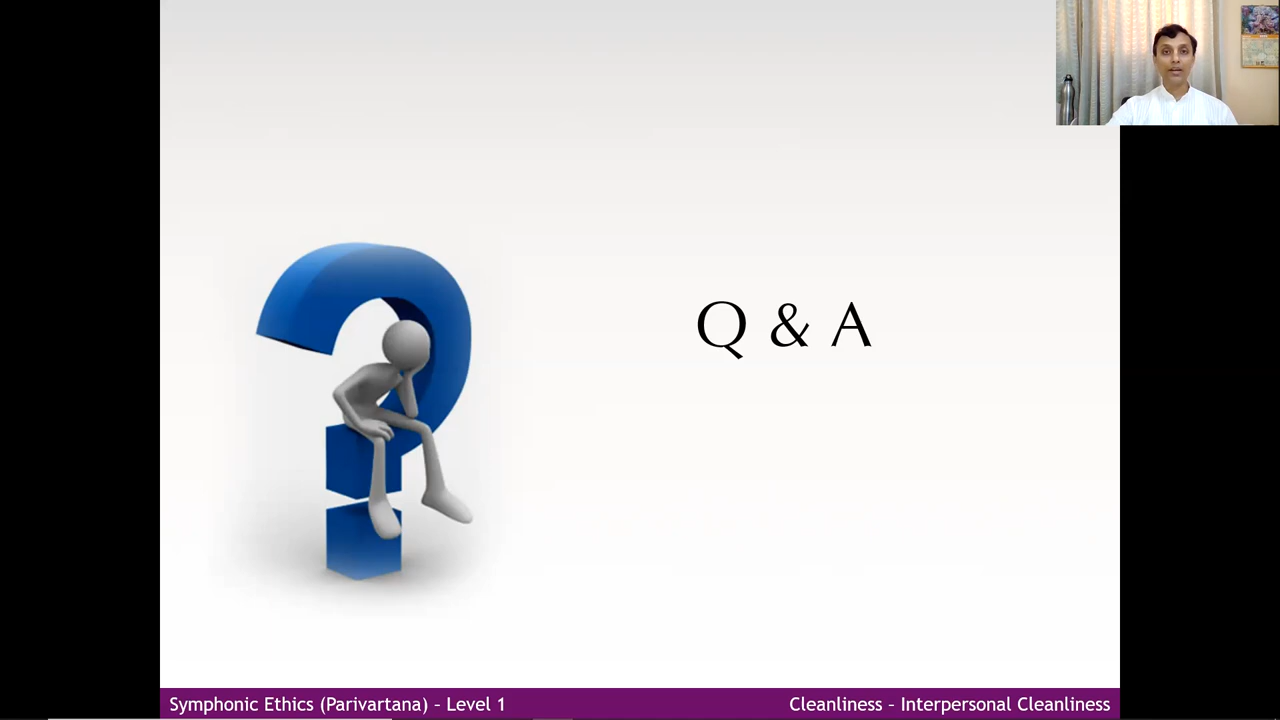 Q & A
Symphonic Ethics (Parivartana) – Level 1
Cleanliness – Interpersonal Cleanliness